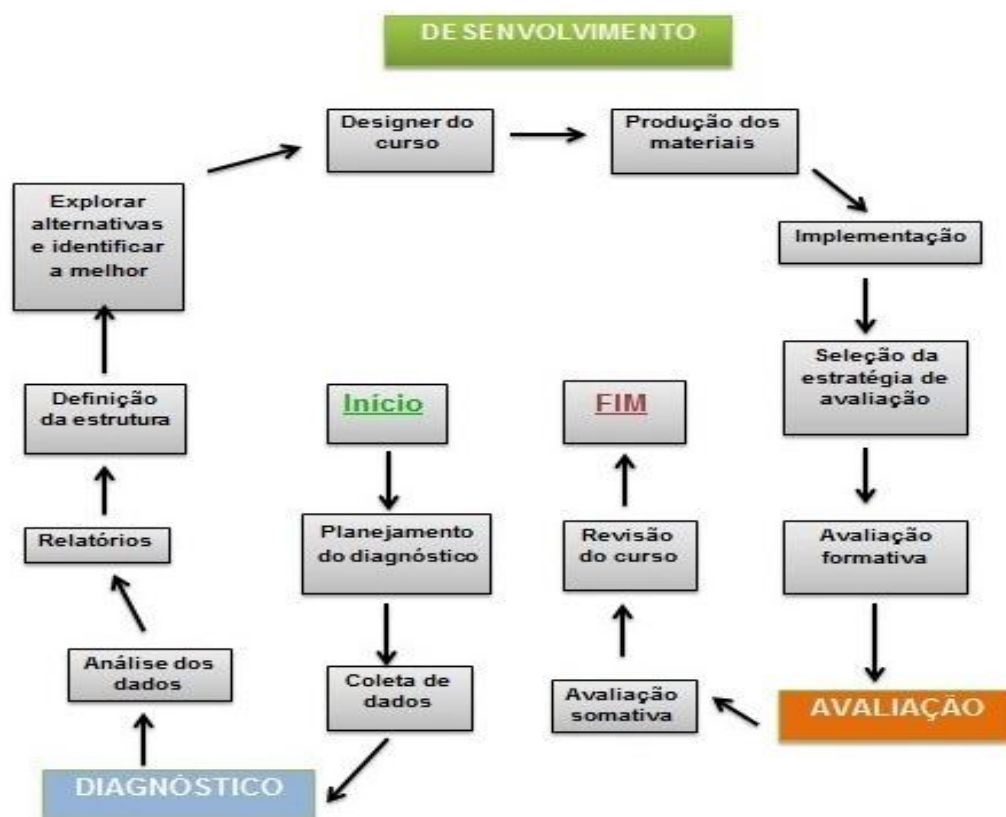 DESENVOLVIMENTO
Designer do
curso
Produção dos
materiais
Explorar
alternativas
e identificar
a melhor
Implementação
Definição
da estrutura
Início
FIM
Seleção da
estratégia de
avaliação
Relatórios
Planejamento
do diagnóstico
Revisão
do curso
Avaliação
formativa
Análise dos
dados
Coleta de
dados
Avaliação
somativa
AVALIAÇÃO
DIAGNÓSTICO